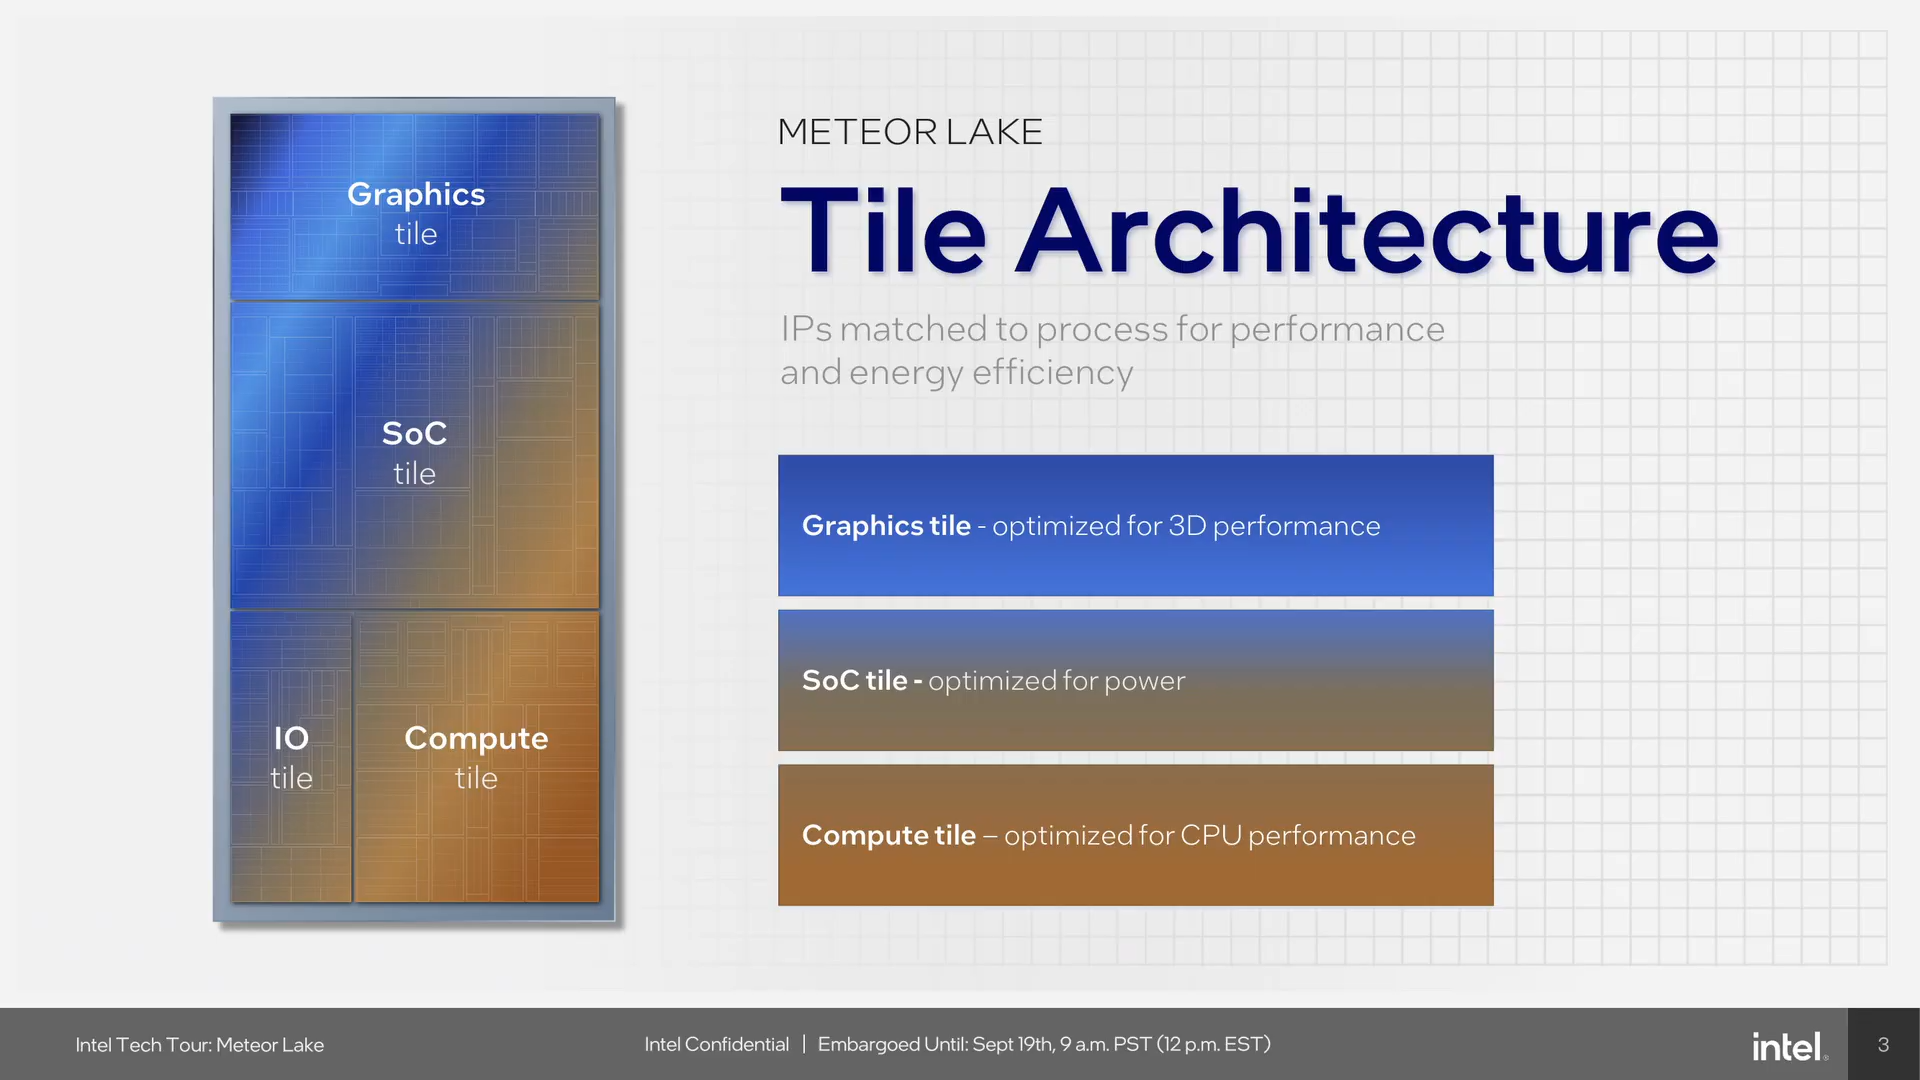 Graphics
tile
SoC
tile
IO
tile
Compute
tile
METEOR LAKE
Tile Architecture
IPs matched to process for performance
and energy efficiency
Graphics tile - optimized for 3D performance
SoC tile - optimized for power
Compute tile – optimized for CPU performance
Intel Tech Tour: Meteor Lake
Intel Confidential | Embargoed Until: Sept 19th, 9 a.m. PST (12 p.m. EST)
intel®
3